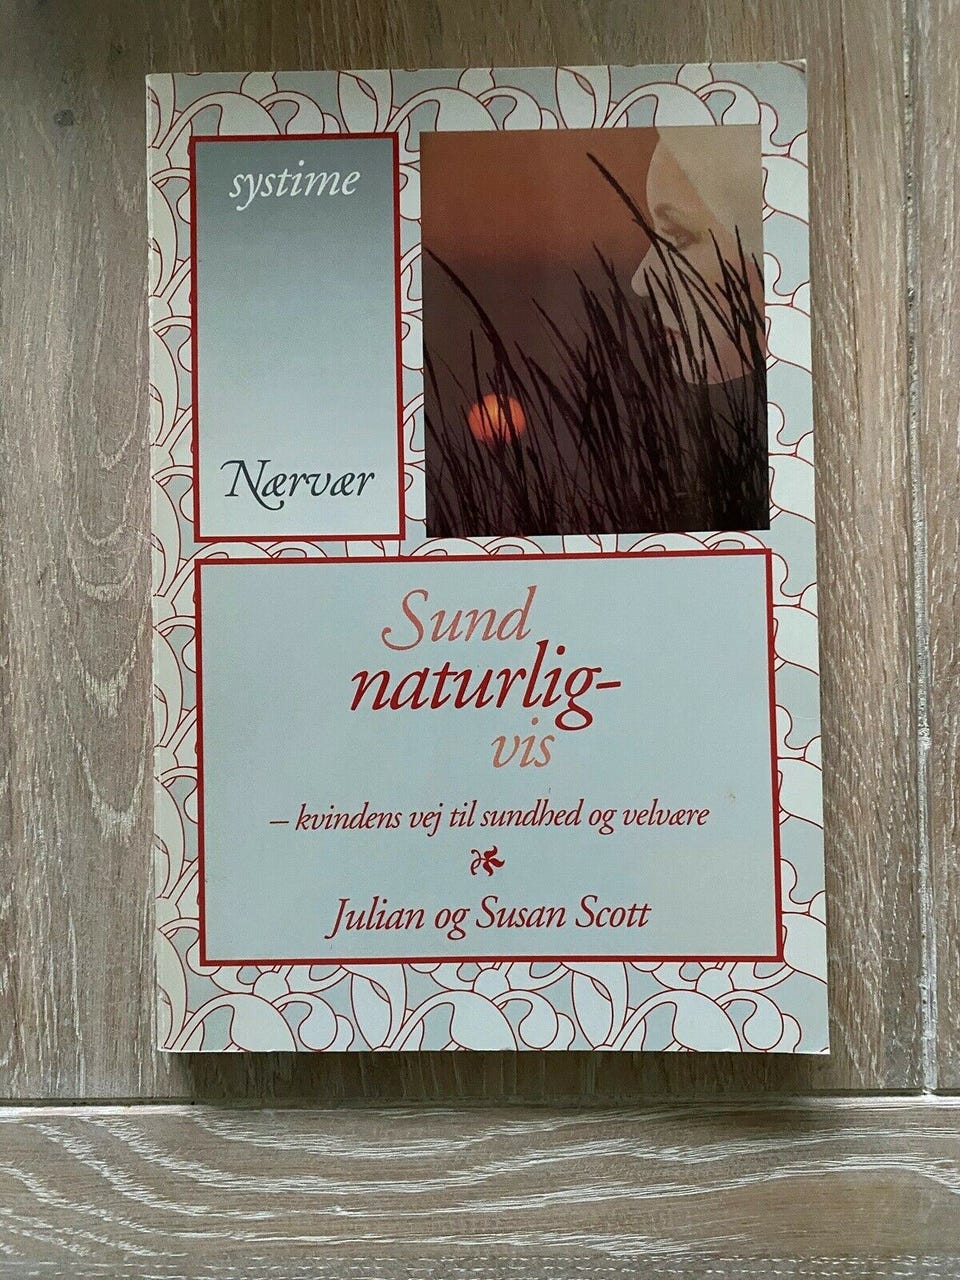 systime
Nærvær
Sund
naturlig-
vis
– kvindens vej til sundhed og velvære
Julian og Susan Scott